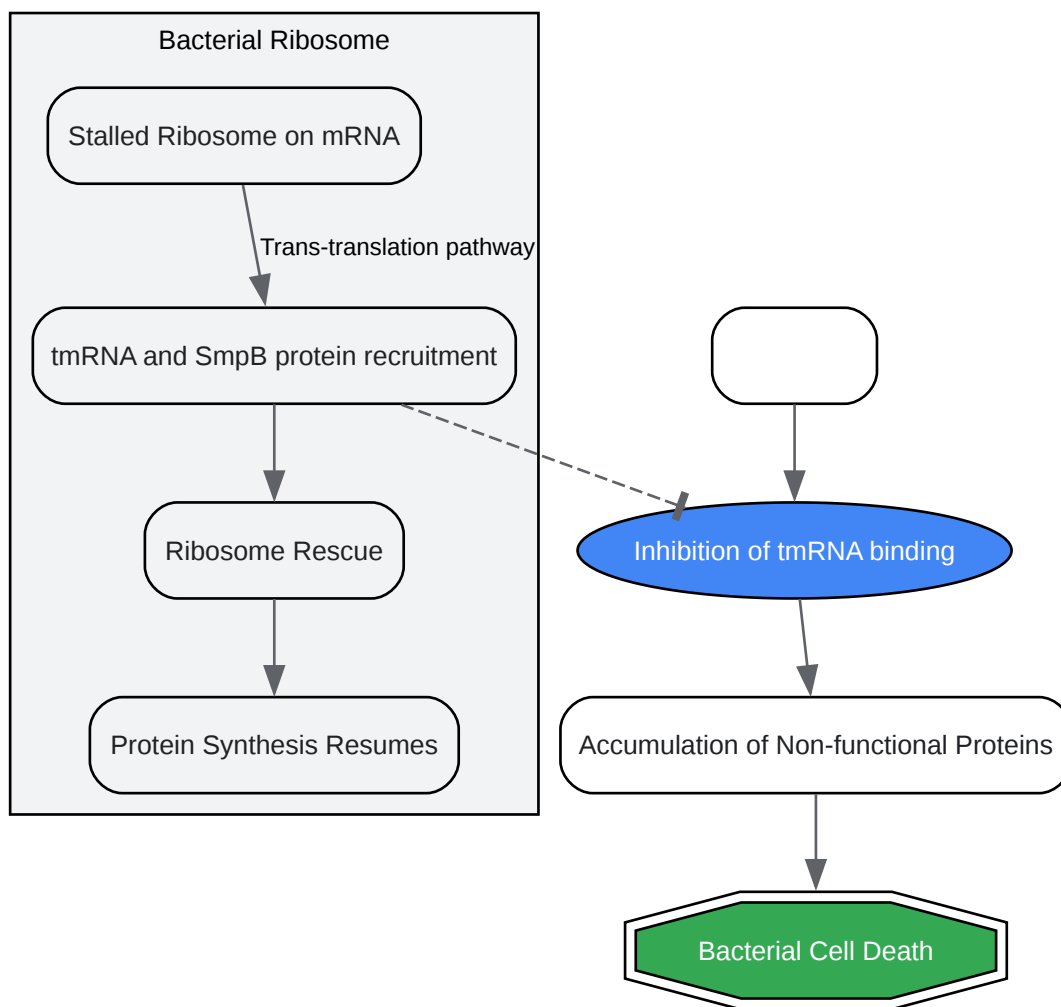 Bacterial Ribosome
Stalled Ribosome on mRNA
Trans-translation pathway
tmRNA and SmpB protein recruitment
Ribosome Rescue
Inhibition of tmRNA binding
Protein Synthesis Resumes
Accumulation of Non-functional Proteins
Bacterial Cell Death